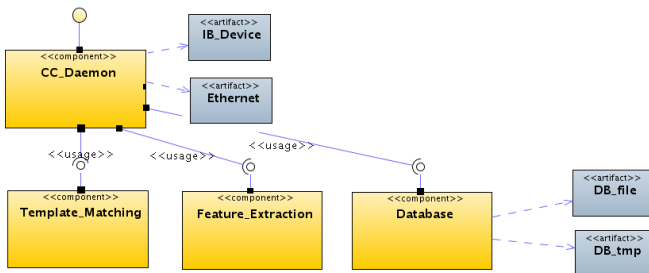 <<artifact>>
IB_Device
<<component>>
CC_Daemon
<<artifact>>
Ethernet
<<usage>>
<<usage>>
<<usage>>
<<component>>
Template_Matching
<<component>>
Feature_Extraction
<<component>>
Database
<<artifact>>
DB_file
<<artifact>>
DB_tmp